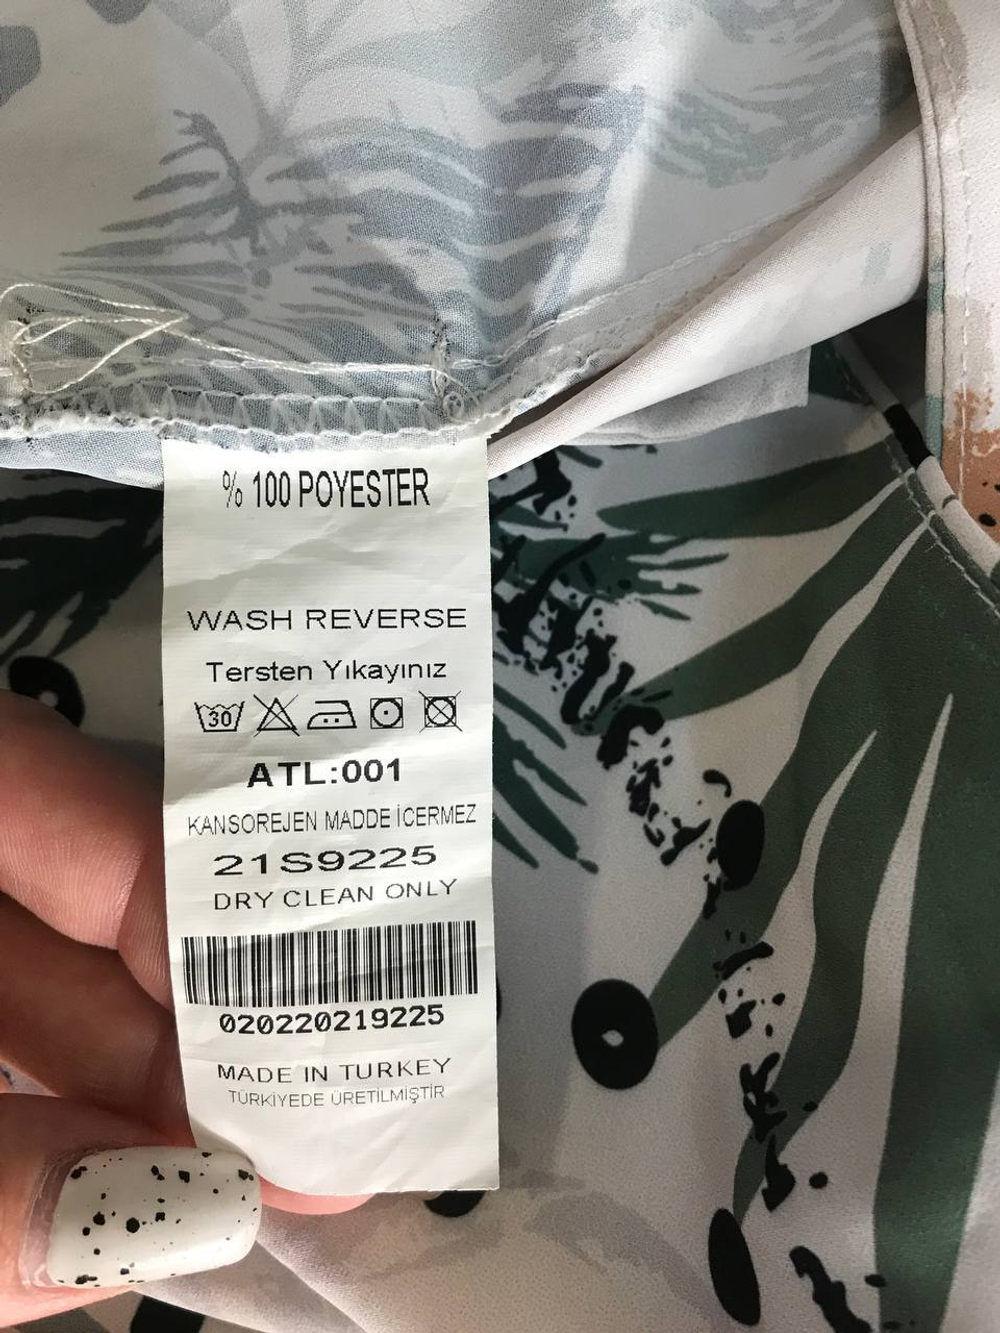 % 100 POYESTER
WASH REVERSE
Tersten Yıkayınız
30
ATL:001
KANSOREJEN MADDE İCERMEZ
21S9225
DRY CLEAN ONLY
020220219225
MADE IN TURKEY
TÜRKİYEDE ÜRETİLMİŞTİR